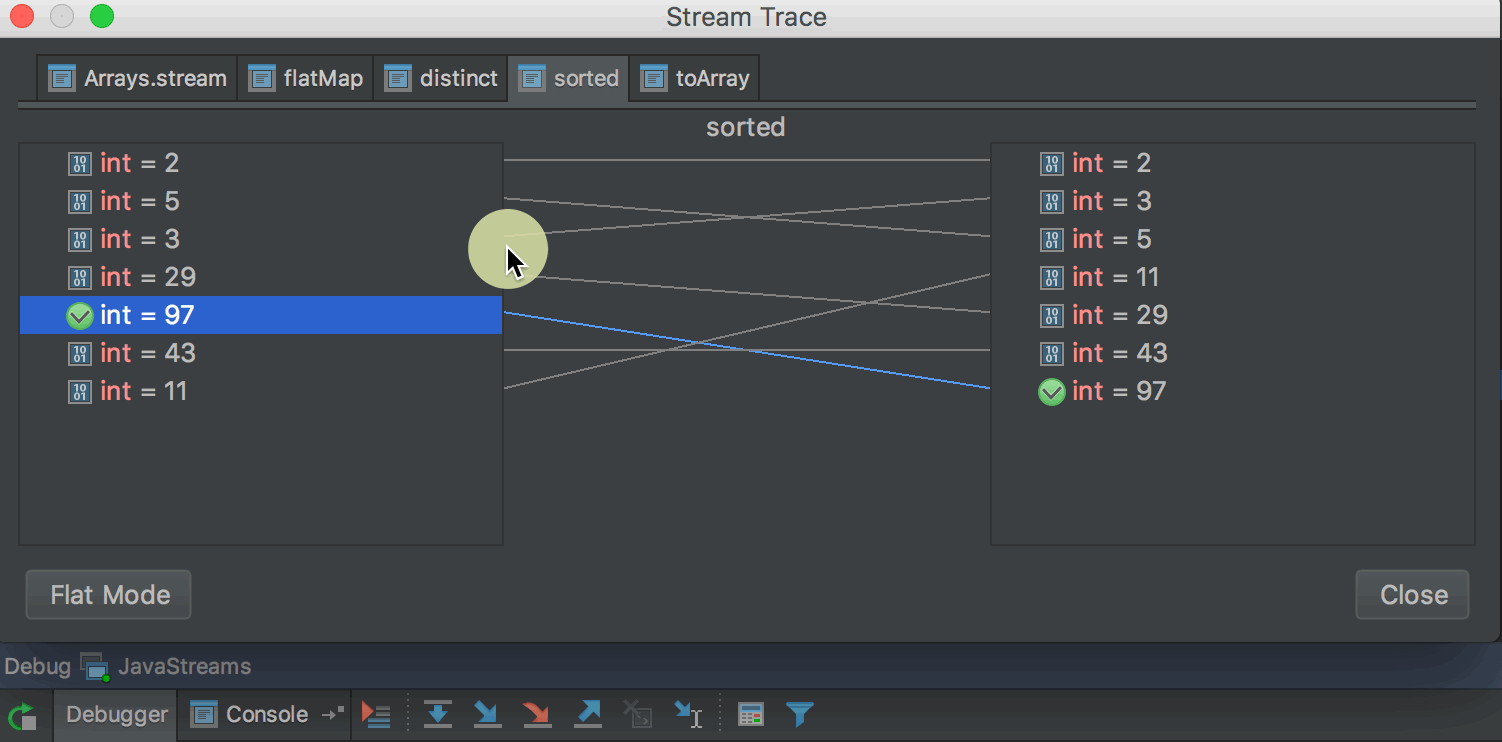 Stream Trace
Arrays.stream flatMap distinct sorted toArray
sorted
int = 2
int = 5
int = 3
int = 29
int = 97
int = 43
int = 11
int = 2
int = 3
int = 5
int = 11
int = 29
int = 43
int = 97
Flat Mode Close
Debug JavaStreams
Debugger Console